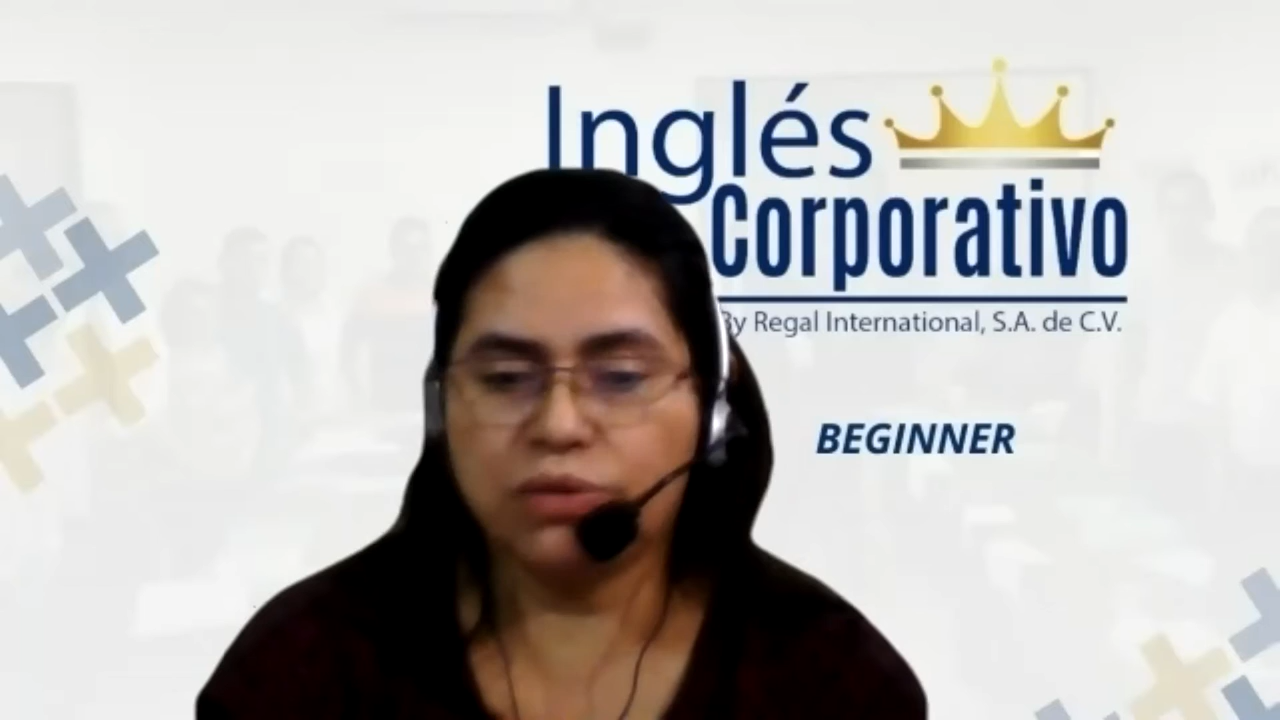 Inglés
Corporativo
By Regal International, S.A. de C.V.
BEGINNER